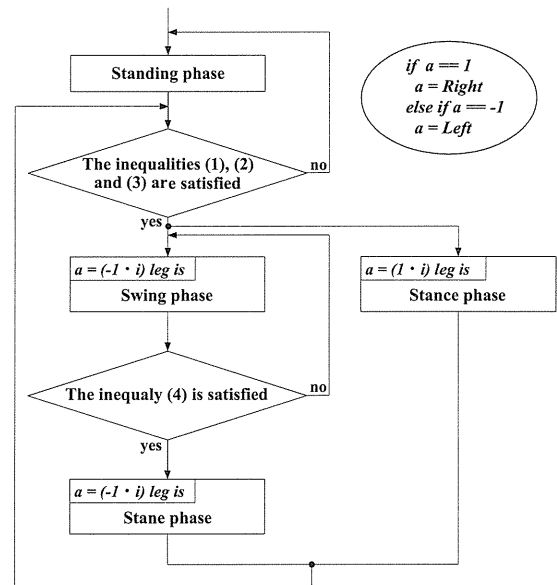 if a == 1
a = Right
else if a == -1
a = Left
Standing phase
The inequalities (1), (2)
and (3) are satisfied
no
yes
a = (-1 · i) leg is
Swing phase
a = (1 · i) leg is
Stance phase
The inequaly (4) is satisfied
no
yes
a = (-1 · i) leg is
Stane phase